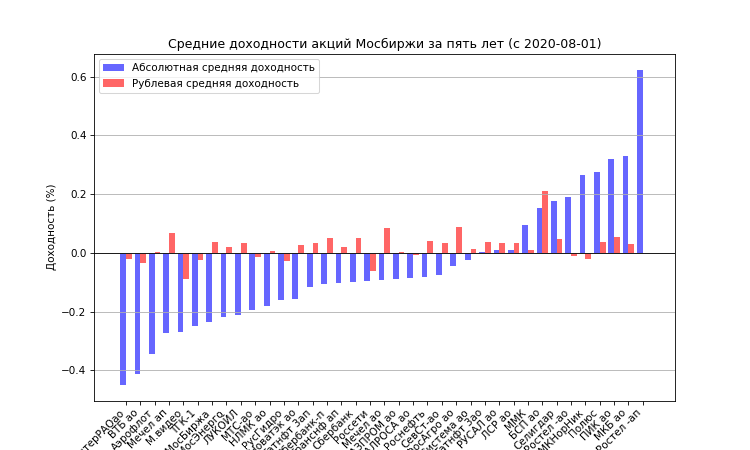 Средние доходности акций Мосбиржи за пять лет (с 2020-08-01)
Абсолютная средняя доходность
Рублевая средняя доходность
Доходность (%)
0.6
0.4
0.2
0.0
−0.2
−0.4
ВТБ ао
Аэрофлот
Мечел ап
М.видео
ТГК-1
МосБиржа
МосЭнерго
ЛУКОЙЛ
МТС-ао
НЛМК ао
РусГидро
Сбербанк
Россети
Мечел ао
Роснефть
СевСт-ао
РУСАЛ ао
ЛСР ао
ММК
БСП ао
Селигдар
Ростел -ао
ГМКНорНик
Полюс
ПИК ао
МКБ ао
Ростел -ап